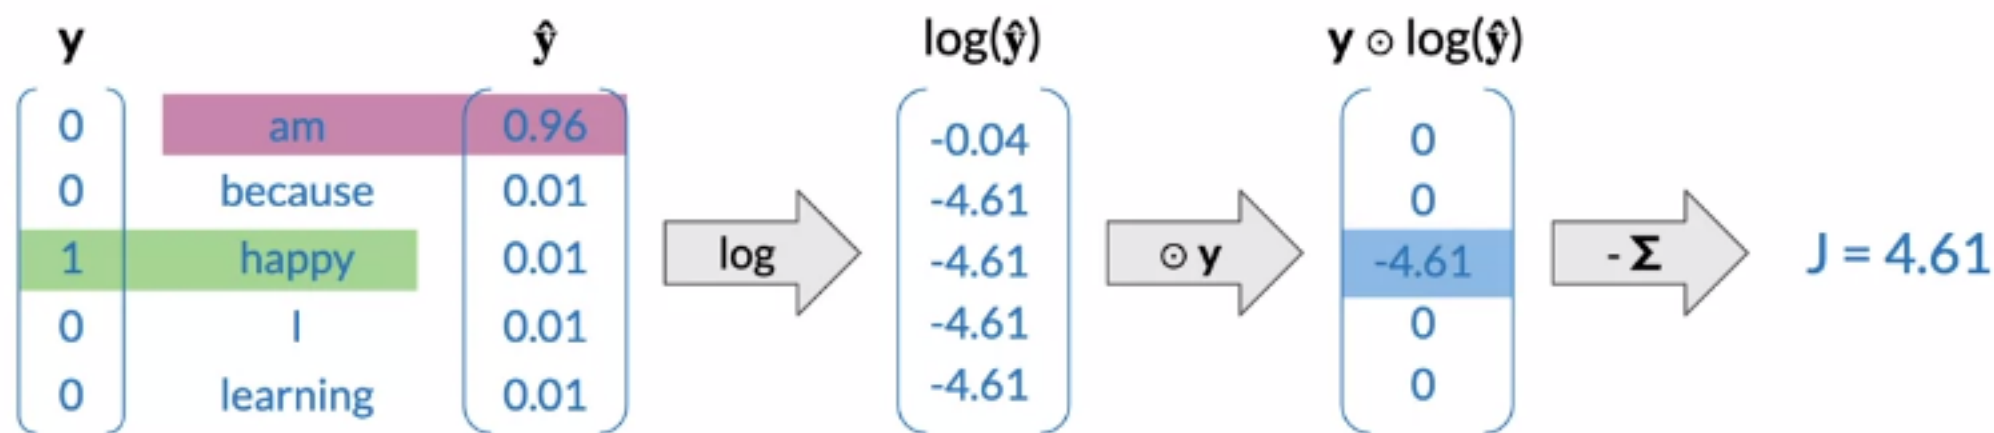 y ŷ log(ŷ) y ⊙ log(ŷ)
0 am 0.96 -0.04 0
0 because 0.01 -4.61 0
1 happy 0.01 log -4.61 ⊙ y -4.61 - Σ J = 4.61
0 I 0.01 -4.61 0
0 learning 0.01 -4.61 0